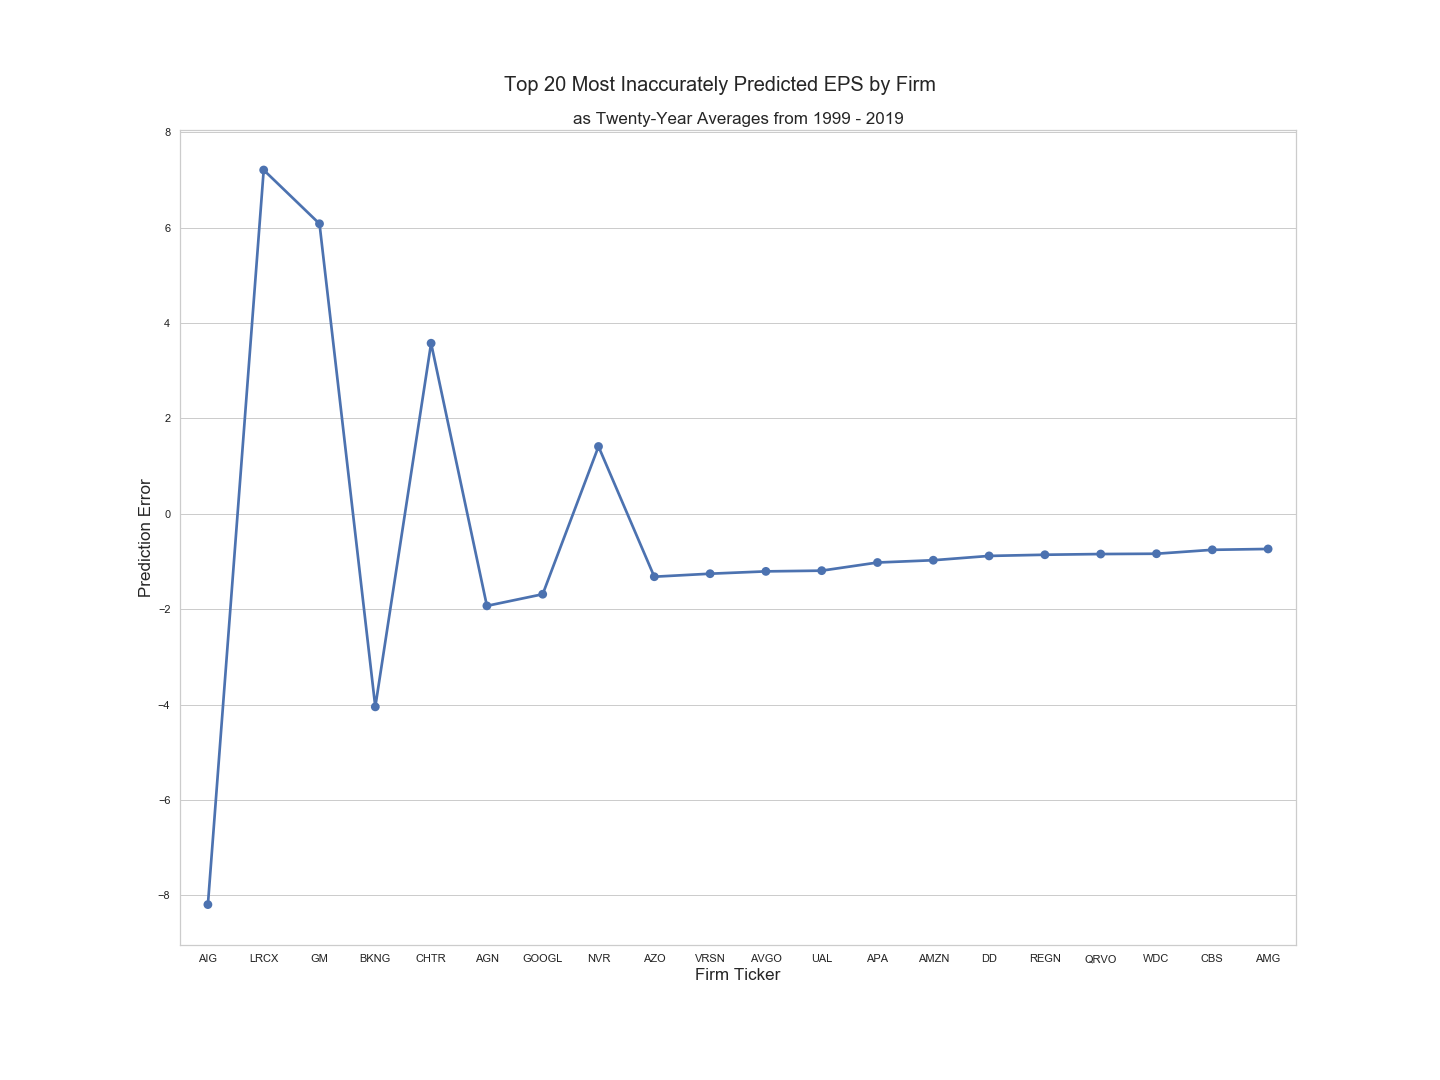 Top 20 Most Inaccurately Predicted EPS by Firm
as Twenty-Year Averages from 1999 - 2019
8
6
4
2
0
−2
−4
−6
−8
Prediction Error
AIG LRCX GM BKNG CHTR AGN GOOGL NVR AZO VRSN AVGO UAL APA AMZN DD REGN QRVO WDC CBS AMG
Firm Ticker